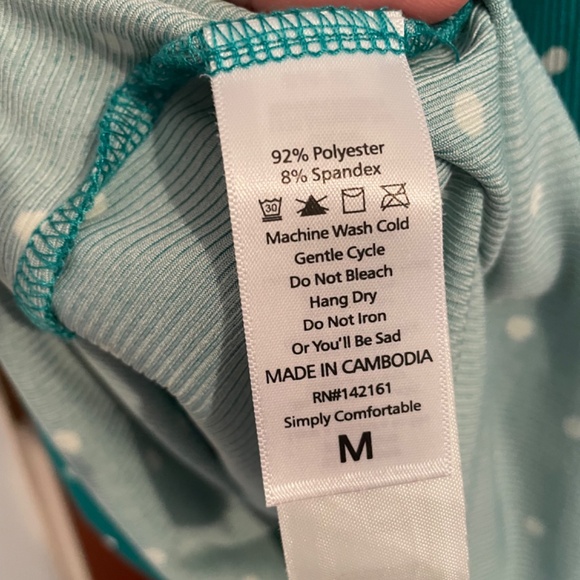 92% Polyester
8% Spandex
30
Machine Wash Cold
Gentle Cycle
Do Not Bleach
Hang Dry
Do Not Iron
Or You'll Be Sad
MADE IN CAMBODIA
RN#142161
Simply Comfortable
M